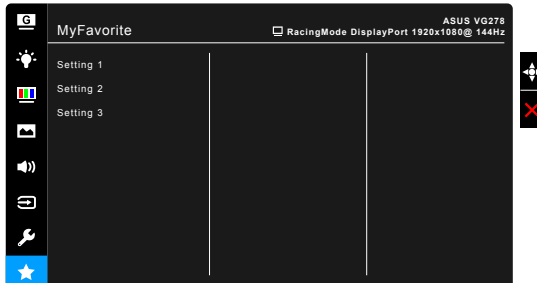 G
MyFavorite
ASUS VG278
RacingMode DisplayPort 1920x1080@ 144Hz
Setting 1
Setting 2
Setting 3